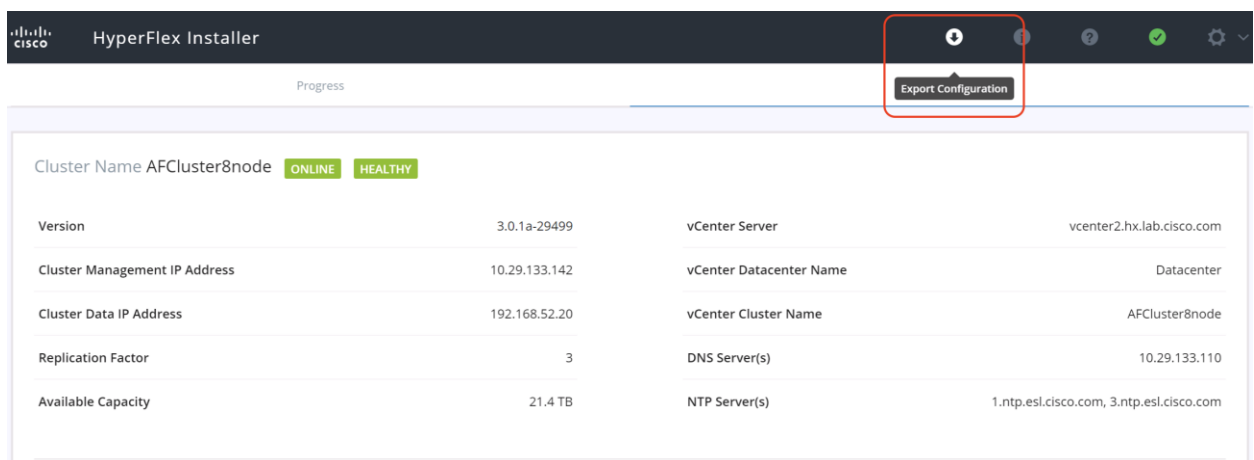 cisco HyperFlex Installer
Progress
Export Configuration
Cluster Name AFCluster8node ONLINE HEALTHY
Version 3.0.1a-29499 vCenter Server vcenter2.hx.lab.cisco.com
Cluster Management IP Address 10.29.133.142 vCenter Datacenter Name Datacenter
Cluster Data IP Address 192.168.52.20 vCenter Cluster Name AFCluster8node
Replication Factor 3 DNS Server(s) 10.29.133.110
Available Capacity 21.4 TB NTP Server(s) 1.ntp.esl.cisco.com, 3.ntp.esl.cisco.com